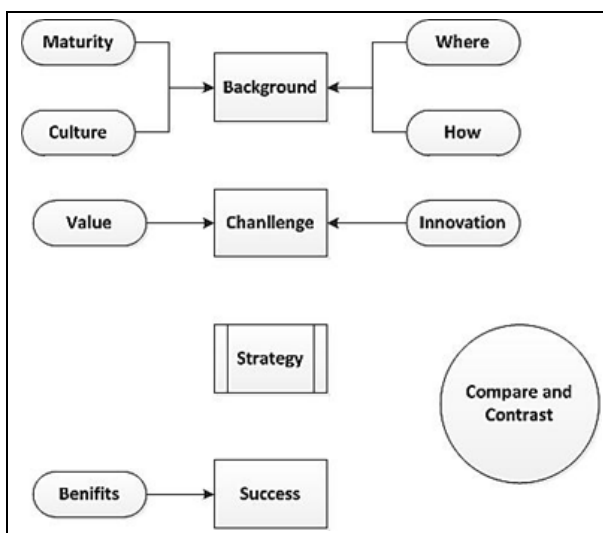 Maturity
Where
Background
Culture
How
Value
Chanllenge
Innovation
Strategy
Compare and
Contrast
Benifits
Success